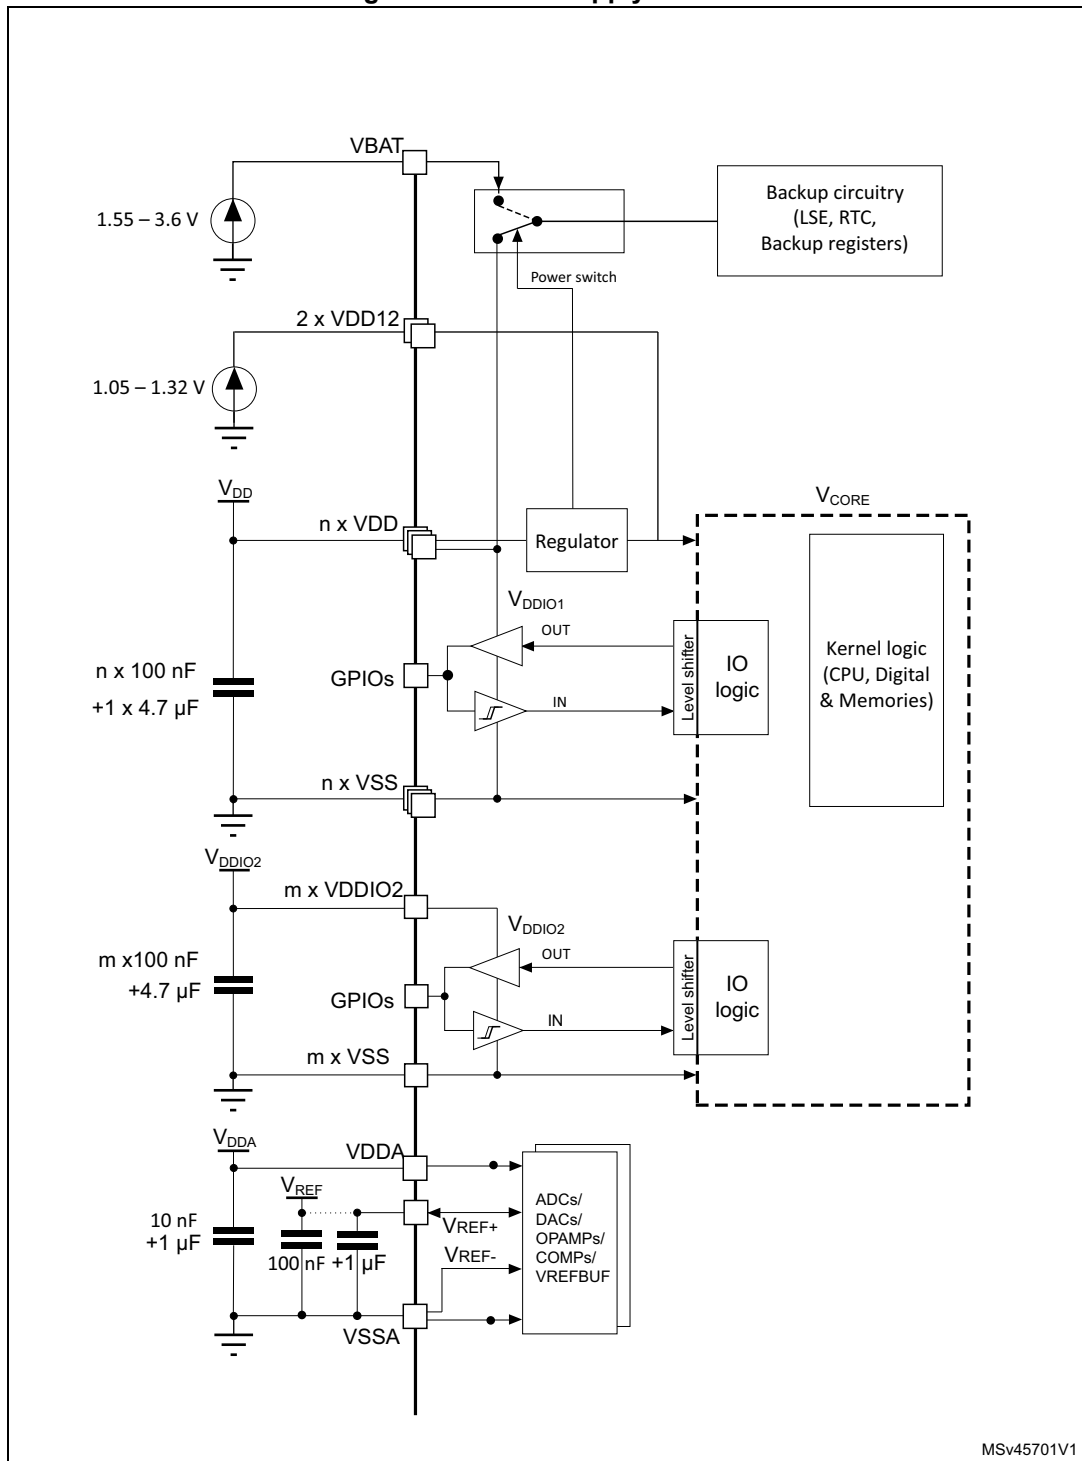 VBAT
1.55 – 3.6 V
Backup circuitry
(LSE, RTC,
Backup registers)
Power switch
2 x VDD12
1.05 – 1.32 V
VDD
n x VDD
Regulator
VCORE
VDDIO1
OUT
Level shifter
IO
logic
Kernel logic
(CPU, Digital
& Memories)
n x 100 nF
+1 x 4.7 µF
GPIOs
IN
n x VSS
VDDIO2
m x VDDIO2
VDDIO2
OUT
Level shifter
IO
logic
m x100 nF
+4.7 µF
GPIOs
IN
m x VSS
VDDA
VDDA
VREF
10 nF
+1 µF
100 nF
+1 µF
VREF+
VREF-
ADCs/
DACs/
OPAMPs/
COMPs/
VREFBUF
VSSA
MSv45701V1